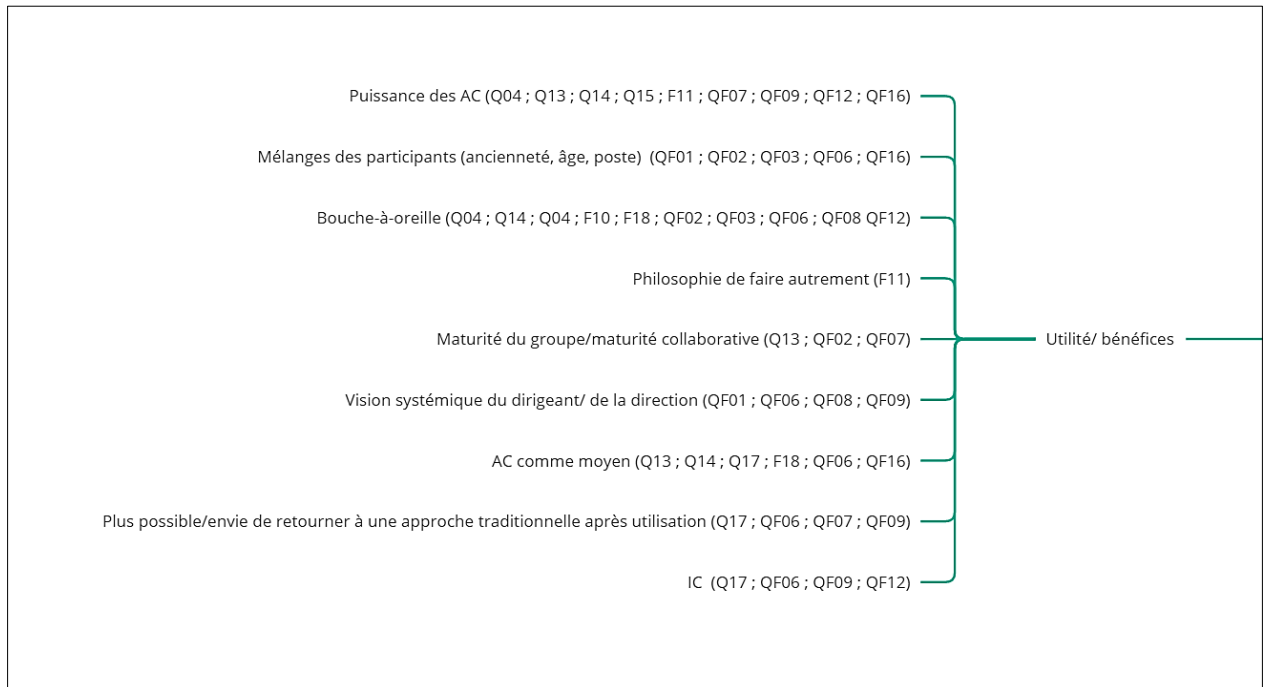 Puissance des AC (Q04 ; Q13 ; Q14 ; Q15 ; F11 ; QF07 ; QF09 ; QF12 ; QF16)
Mélanges des participants (ancienneté, âge, poste)  (QF01 ; QF02 ; QF03 ; QF06 ; QF16)
Bouche-à-oreille (Q04 ; Q14 ; Q04 ; F10 ; F18 ; QF02 ; QF03 ; QF06 ; QF08 QF12)
Philosophie de faire autrement (F11)
Maturité du groupe/maturité collaborative (Q13 ; QF02 ; QF07)
Utilité/ bénéfices
Vision systémique du dirigeant/ de la direction (QF01 ; QF06 ; QF08 ; QF09)
AC comme moyen (Q13 ; Q14 ; Q17 ; F18 ; QF06 ; QF16)
Plus possible/envie de retourner à une approche traditionnelle après utilisation (Q17 ; QF06 ; QF07 ; QF09)
IC  (Q17 ; QF06 ; QF09 ; QF12)